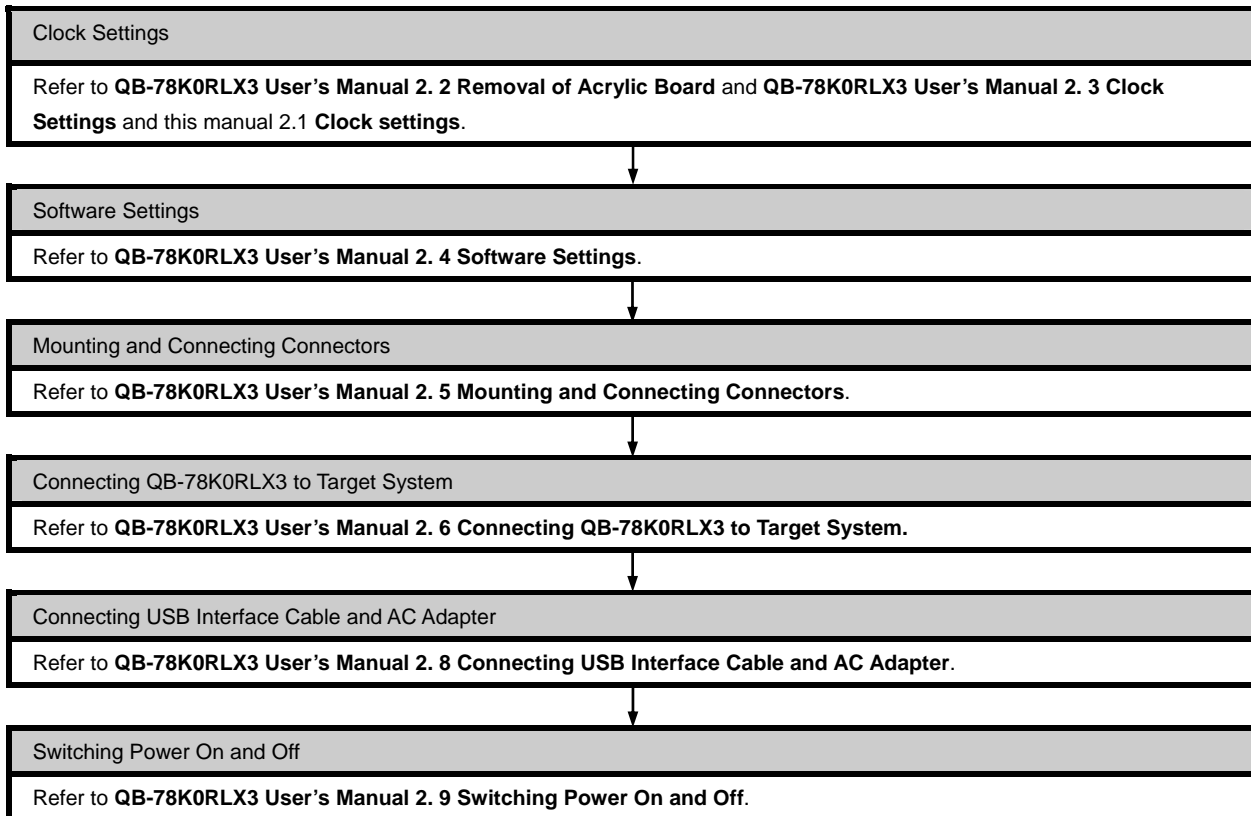 Clock Settings
Refer to QB-78K0RLX3 User’s Manual 2. 2 Removal of Acrylic Board and QB-78K0RLX3 User’s Manual 2. 3 Clock
Settings and this manual 2.1 Clock settings.
Software Settings
Refer to QB-78K0RLX3 User’s Manual 2. 4 Software Settings.
Mounting and Connecting Connectors
Refer to QB-78K0RLX3 User’s Manual 2. 5 Mounting and Connecting Connectors.
Connecting QB-78K0RLX3 to Target System
Refer to QB-78K0RLX3 User’s Manual 2. 6 Connecting QB-78K0RLX3 to Target System.
Connecting USB Interface Cable and AC Adapter
Refer to QB-78K0RLX3 User’s Manual 2. 8 Connecting USB Interface Cable and AC Adapter.
Switching Power On and Off
Refer to QB-78K0RLX3 User’s Manual 2. 9 Switching Power On and Off.